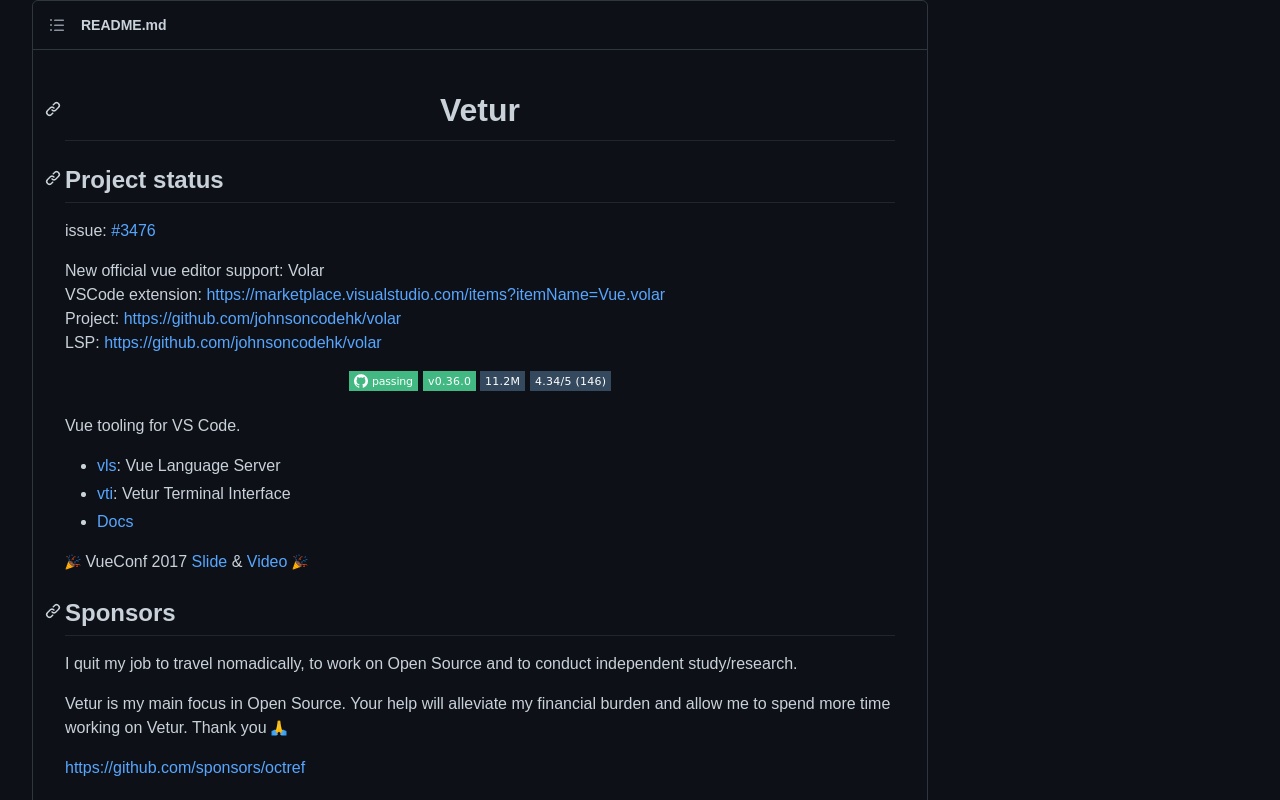 README.md
Vetur
Project status
issue: #3476
New official vue editor support: Volar
VSCode extension: https://marketplace.visualstudio.com/items?itemName=Vue.volar
Project: https://github.com/johnsoncodehk/volar
LSP: https://github.com/johnsoncodehk/volar
passing v0.36.0 11.2M 4.34/5 (146)
Vue tooling for VS Code.
• vls: Vue Language Server
• vti: Vetur Terminal Interface
• Docs
🎉 VueConf 2017 Slide & Video 🎉
Sponsors
I quit my job to travel nomadically, to work on Open Source and to conduct independent study/research.
Vetur is my main focus in Open Source. Your help will alleviate my financial burden and allow me to spend more time
working on Vetur. Thank you 🙏
https://github.com/sponsors/octref